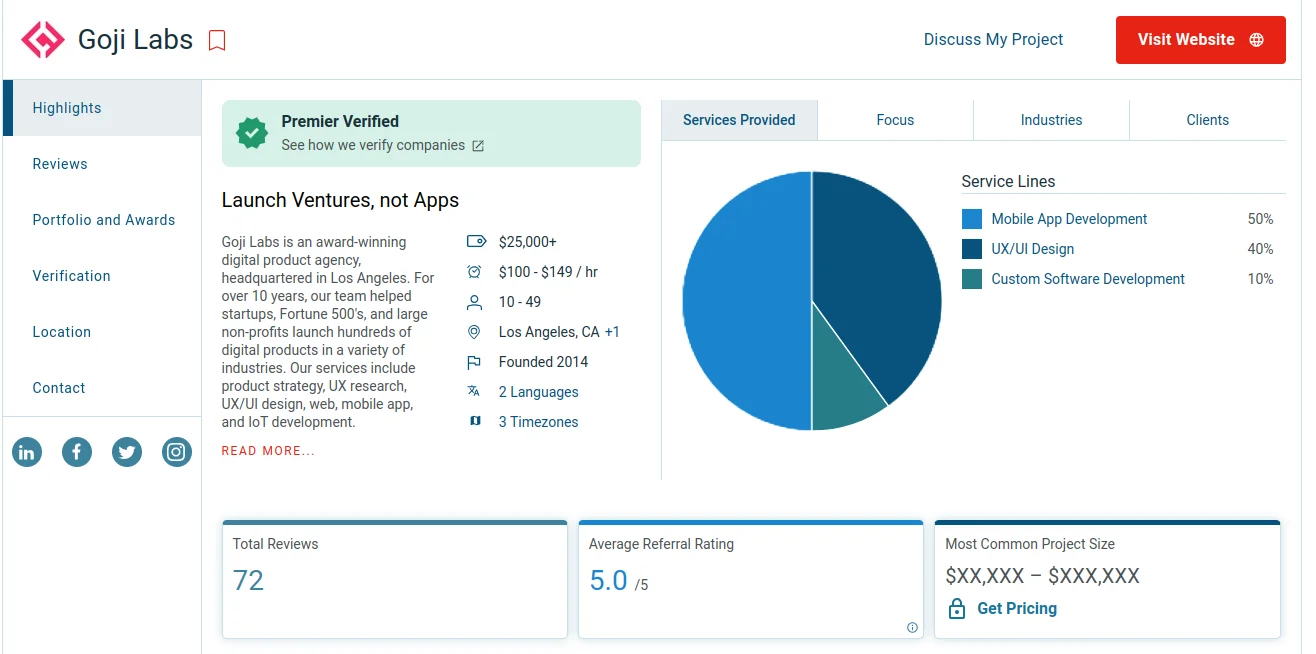 Goji Labs
Discuss My Project
Visit Website
Highlights
Reviews
Portfolio and Awards
Verification
Location
Contact
Premier Verified
See how we verify companies
Launch Ventures, not Apps
Goji Labs is an award-winning
digital product agency,
headquartered in Los Angeles. For
over 10 years, our team helped
startups, Fortune 500's, and large
non-profits launch hundreds of
digital products in a variety of
industries. Our services include
product strategy, UX research,
UX/UI design, web, mobile app,
and IoT development.
READ MORE...
$25,000+
$100 - $149 / hr
10 - 49
Los Angeles, CA +1
Founded 2014
2 Languages
3 Timezones
Services Provided
Focus
Industries
Clients
Service Lines
Mobile App Development 50%
UX/UI Design 40%
Custom Software Development 10%
Total Reviews
72
Average Referral Rating
5.0 /5
Most Common Project Size
$XX,XXX – $XXX,XXX
Get Pricing